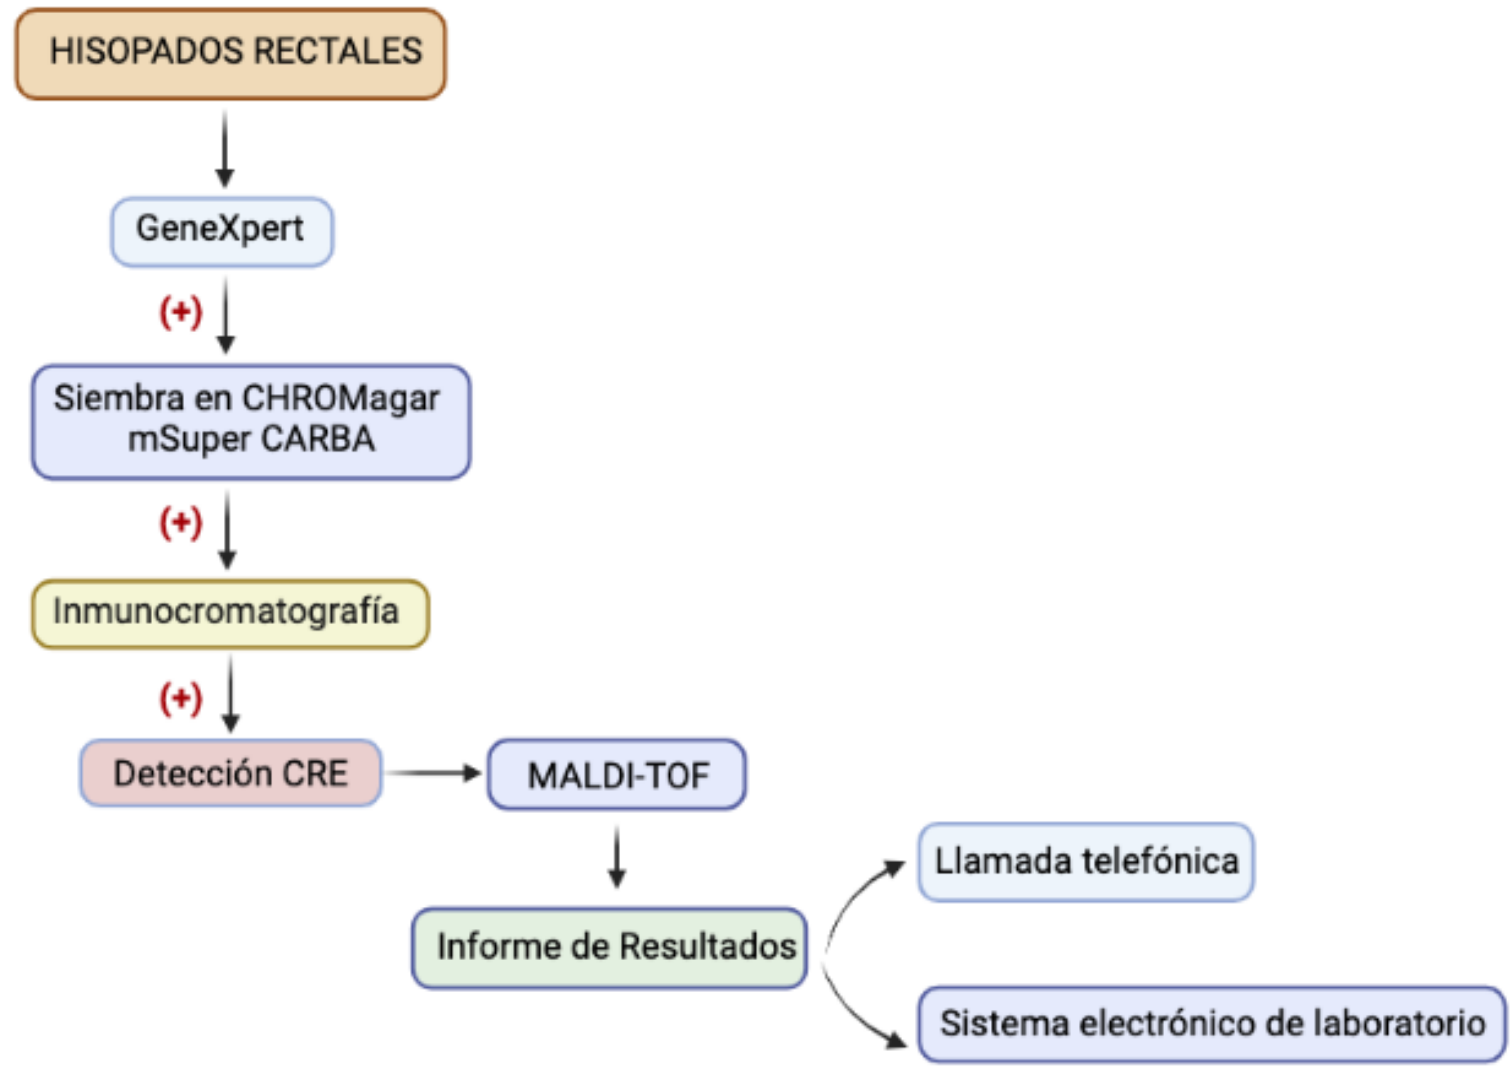 HISOPADOS RECTALES
GeneXpert
(+)
Siembra en CHROMagar
mSuper CARBA
(+)
Inmunocromatografía
(+)
Detección CRE
MALDI-TOF
Llamada telefónica
Informe de Resultados
Sistema electrónico de laboratorio